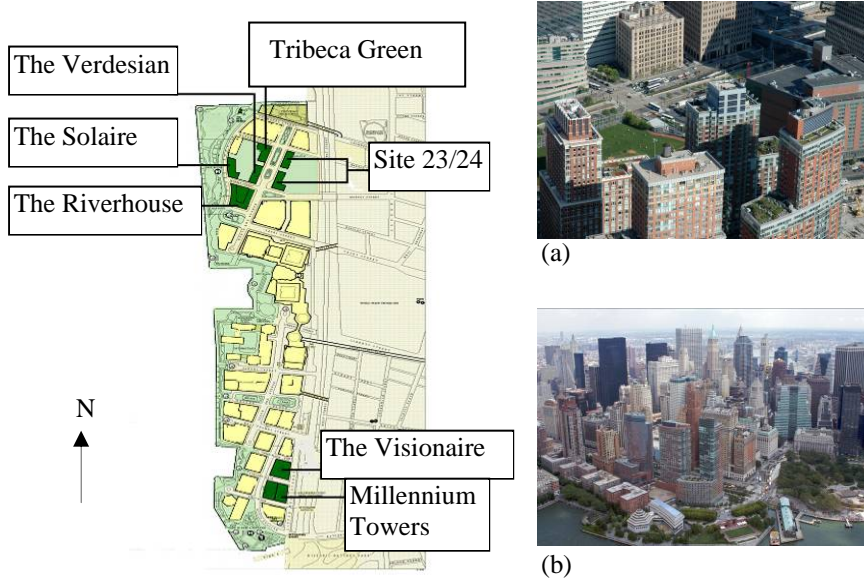 Tribeca Green
The Verdesian
The Solaire
Site 23/24
The Riverhouse
(a)
N
The Visionaire
Millennium
Towers
(b)